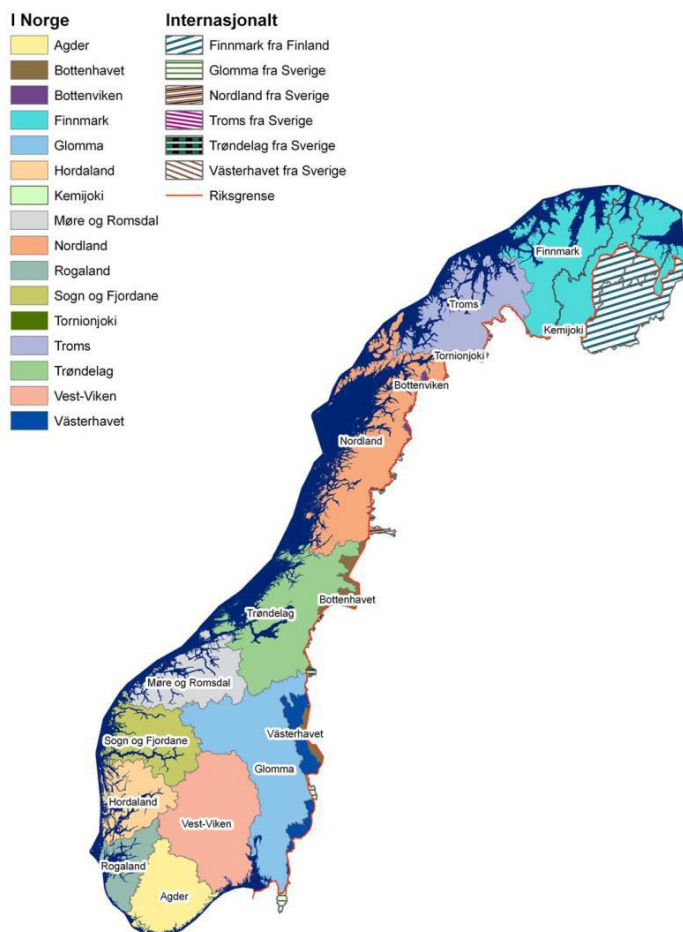 I Norge
Agder
Bottenhavet
Bottenviken
Finnmark
Glomma
Hordaland
Kemijoki
Møre og Romsdal
Nordland
Rogaland
Sogn og Fjordane
Tornionjoki
Troms
Trøndelag
Vest-Viken
Västerhavet
Internasjonalt
Finnmark fra Finland
Glomma fra Sverige
Nordland fra Sverige
Troms fra Sverige
Trøndelag fra Sverige
Västerhavet fra Sverige
Riksgrense
Finnmark
Troms
Kemijoki
Tornionjoki
Bottenviken
Nordland
Bottenhavet
Trøndelag
Møre og Romsdal
Västerhavet
Sogn og Fjordane
Glomma
Hordaland
Vest-Viken
Rogaland
Agder